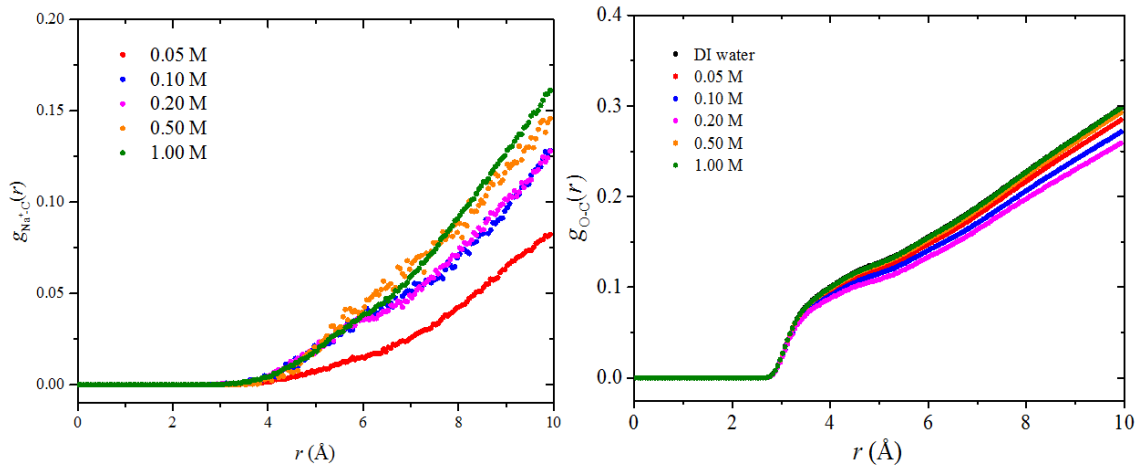 0.20
0.15
0.10
0.05
0.00
g Na⁺-C(r)
0.05 M
0.10 M
0.20 M
0.50 M
1.00 M
0 2 4 6 8 10
r (Å)
0.4
0.3
0.2
0.1
0.0
g O-C(r)
DI water
0.05 M
0.10 M
0.20 M
0.50 M
1.00 M
0 2 4 6 8 10
r (Å)